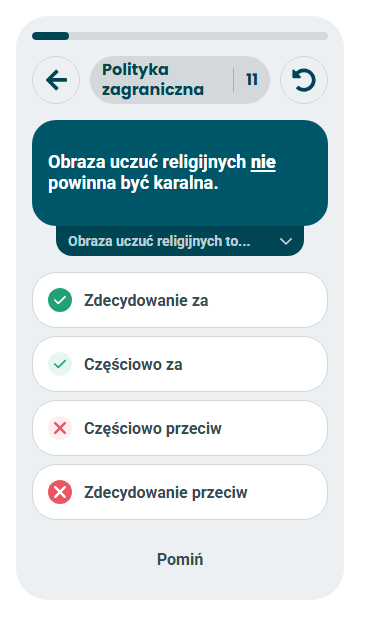 Polityka
zagraniczna
11
Obraza uczuć religijnych nie
powinna być karalna.
Obraza uczuć religijnych to...
Zdecydowanie za
Częściowo za
Częściowo przeciw
Zdecydowanie przeciw
Pomiń